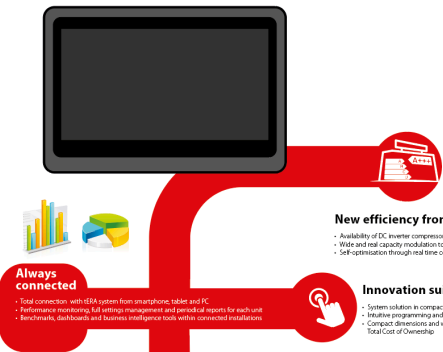 A+++
New efficiency fron
• Availability of DC inverter compressor
• Wide and real capacity modulation to
• Self-optimisation through real time c
Always
connected
• Total connection with tERA system from smartphone, tablet and PC
• Performance monitoring, full settings management and periodical reports for each unit
• Benchmarks, dashboards and business intelligence tools within connected installations
Innovation su
• System solution in compac
• Intuitive programming and
• Compact dimensions and
Total Cost of Ownership